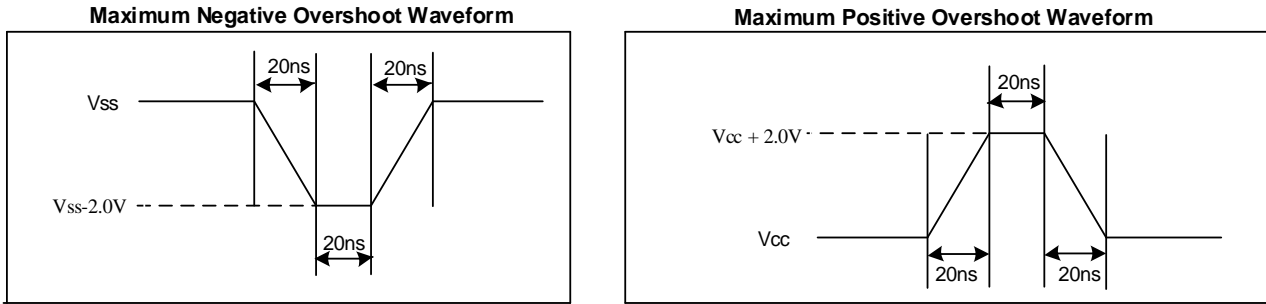 Maximum Negative Overshoot Waveform
20ns
20ns
Vss
Vss-2.0V
20ns
Maximum Positive Overshoot Waveform
20ns
Vcc + 2.0V
Vcc
20ns
20ns